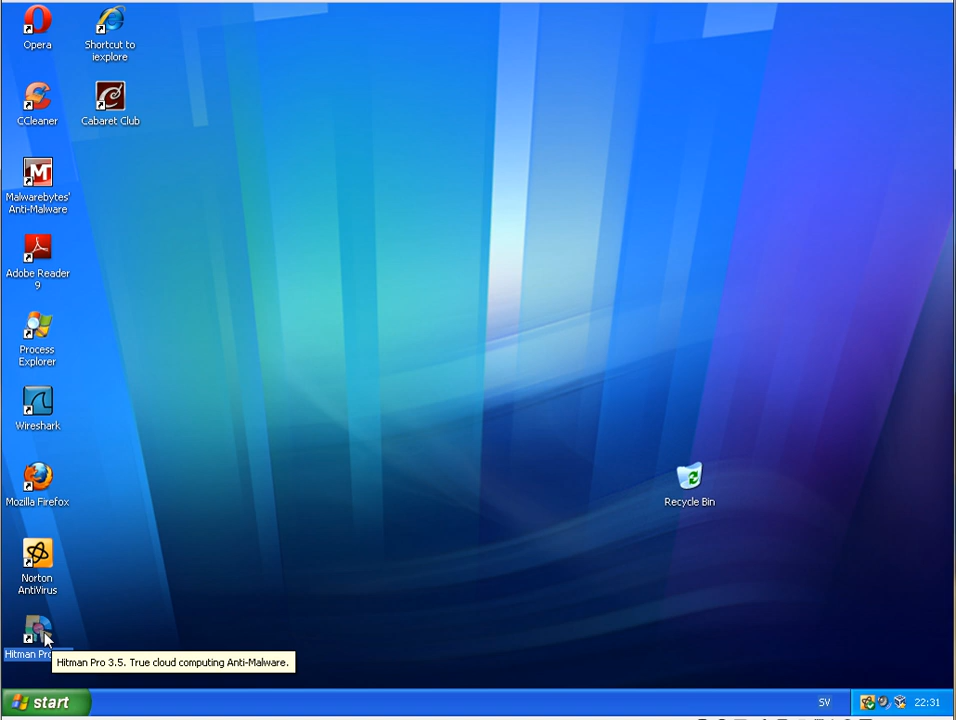 Opera
Shortcut to
iexplore
CCleaner
Cabaret Club
Malwarebytes'
Anti-Malware
Adobe Reader
9
Process
Explorer
Wireshark
Mozilla Firefox
Recycle Bin
Norton
AntiVirus
Hitman Pro
Hitman Pro 3.5. True cloud computing Anti-Malware.
start
SV
22:31